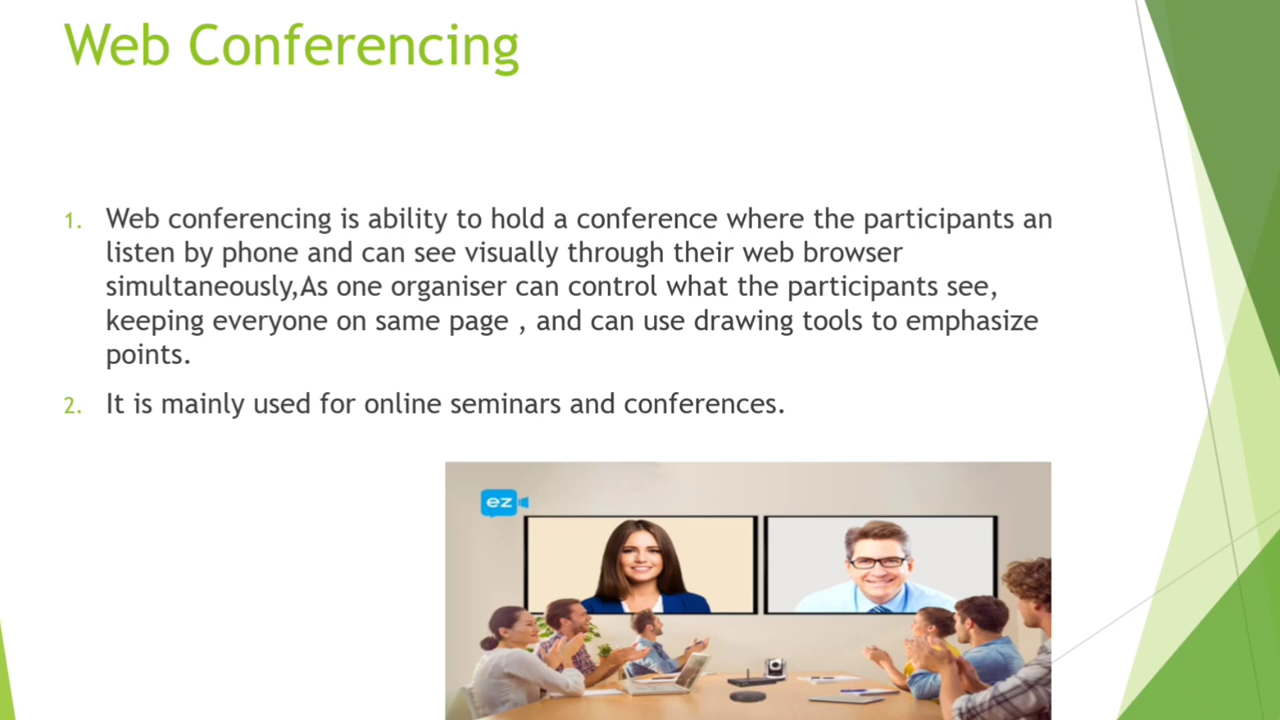 Web Conferencing
1. Web conferencing is ability to hold a conference where the participants an
listen by phone and can see visually through their web browser
simultaneously,As one organiser can control what the participants see,
keeping everyone on same page , and can use drawing tools to emphasize
points.
2. It is mainly used for online seminars and conferences.
ez